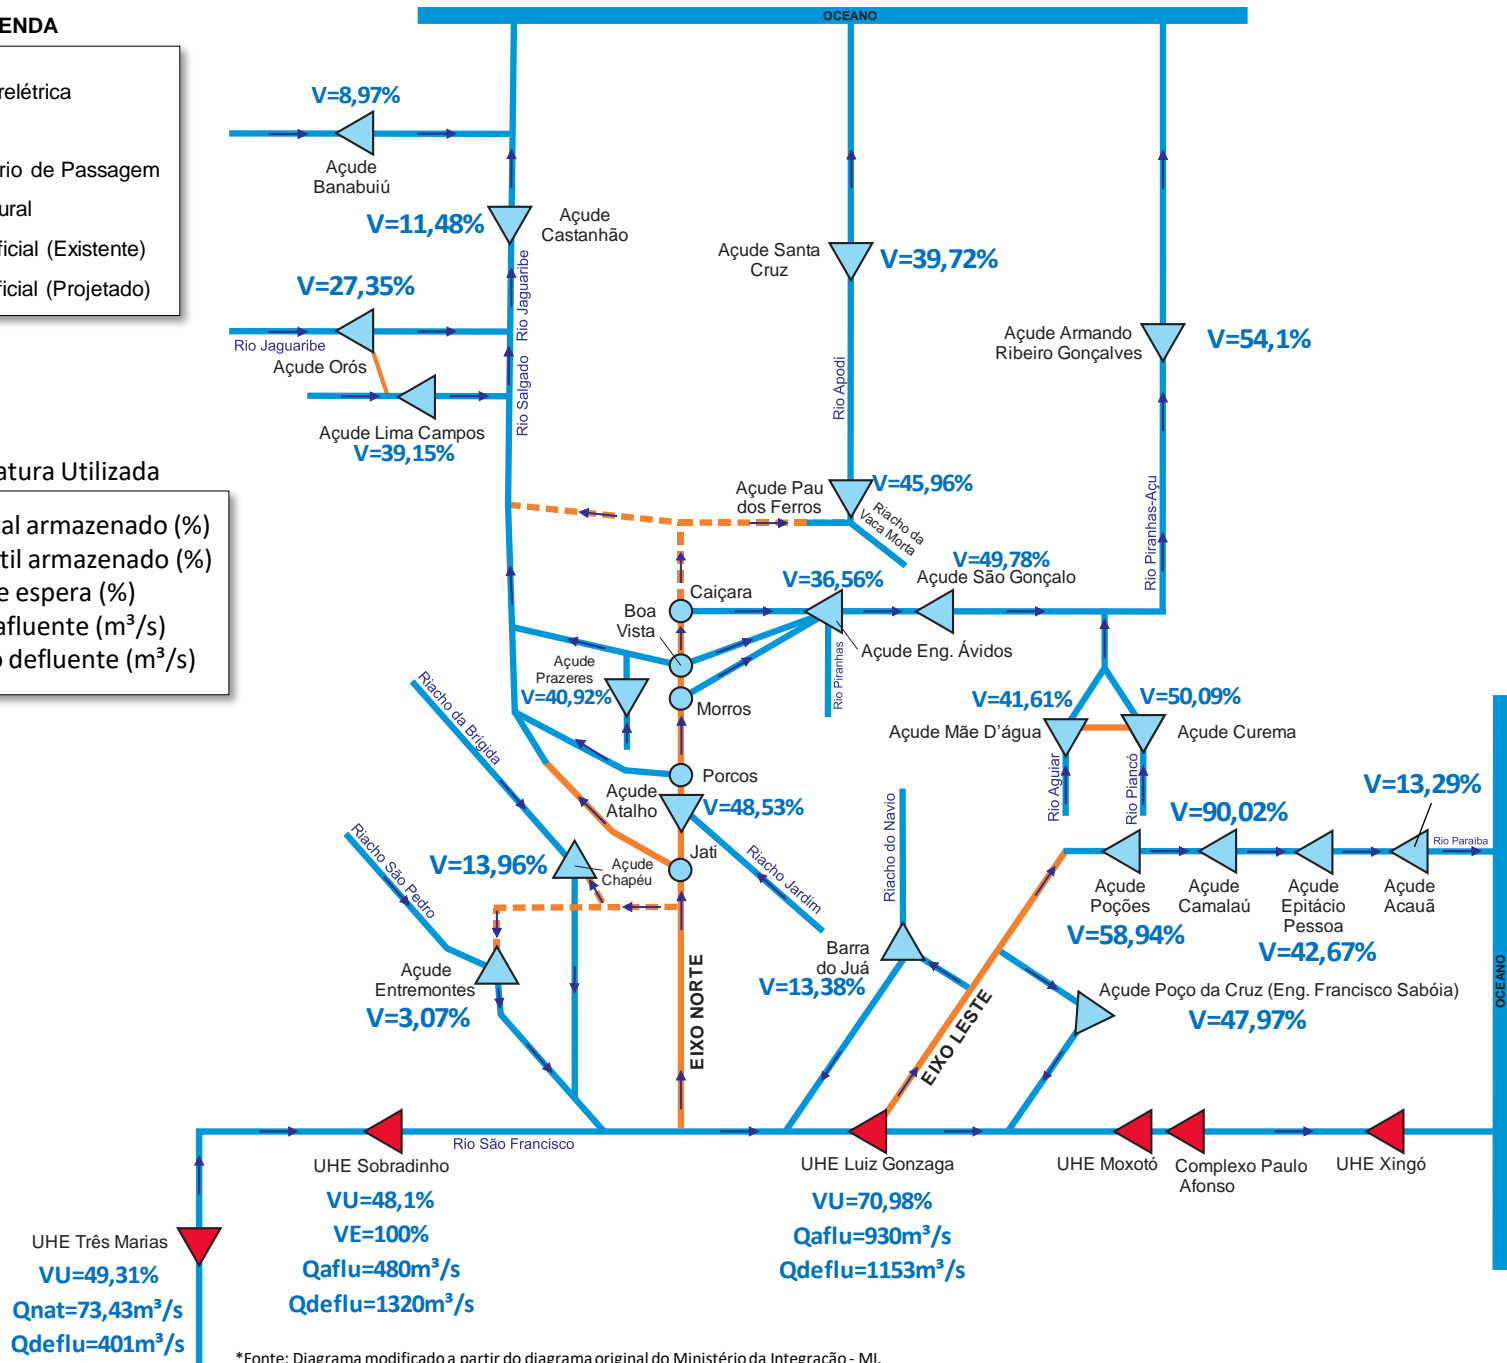 OCEANO
ENDA
relétrica
rio de Passagem
ural
ficial (Existente)
ficial (Projetado)
V=8,97%
Açude
Banabuiú
V=11,48%
Açude
Castanhão
Rio Jaguaribe
V=27,35%
Rio Jaguaribe
Açude Orós
Rio Salgado
Açude Lima Campos
V=39,15%
Açude Santa
Cruz
V=39,72%
Rio Apodi
Açude Armando
Ribeiro Gonçalves
V=54,1%
Rio Piranhas-Açu
atura Utilizada
tal armazenado (%)
til armazenado (%)
e espera (%)
afluente (m³/s)
o defluente (m³/s)
Açude Pau
dos Ferros
V=45,96%
Riacho da
Vaca Morta
V=49,78%
Açude São Gonçalo
V=36,56%
Açude Eng. Ávidos
Rio Piranhas
Caiçara
Boa
Vista
Morros
Açude
Prazeres
V=40,92%
Porcos
Açude
Atalho
V=48,53%
Jati
Riacho Jardim
Riacho da Brígida
Riacho São Pedro
V=13,96%
Açude
Chapéu
Açude
Entremontes
V=3,07%
EIXO NORTE
V=41,61%
Açude Mãe D’água
V=50,09%
Açude Curema
Rio Aguiar
Rio Piancó
V=13,29%
V=90,02%
Rio Paraíba
Açude
Poções
V=58,94%
Açude
Camalaú
Açude
Epitácio
Pessoa
V=42,67%
Açude
Acauã
Riacho do Navio
Barra
do Juá
V=13,38%
EIXO LESTE
Açude Poço da Cruz (Eng. Francisco Sabóia)
V=47,97%
OCEANO
Rio São Francisco
UHE Sobradinho
VU=48,1%
VE=100%
Qaflu=480m³/s
Qdeflu=1320m³/s
UHE Luiz Gonzaga
VU=70,98%
Qaflu=930m³/s
Qdeflu=1153m³/s
UHE Moxotó
Complexo Paulo
Afonso
UHE Xingó
UHE Três Marias
VU=49,31%
Qnat=73,43m³/s
Qdeflu=401m³/s
*Fonte: Diagrama modificado a partir do diagrama original do Ministério da Integração - MI.